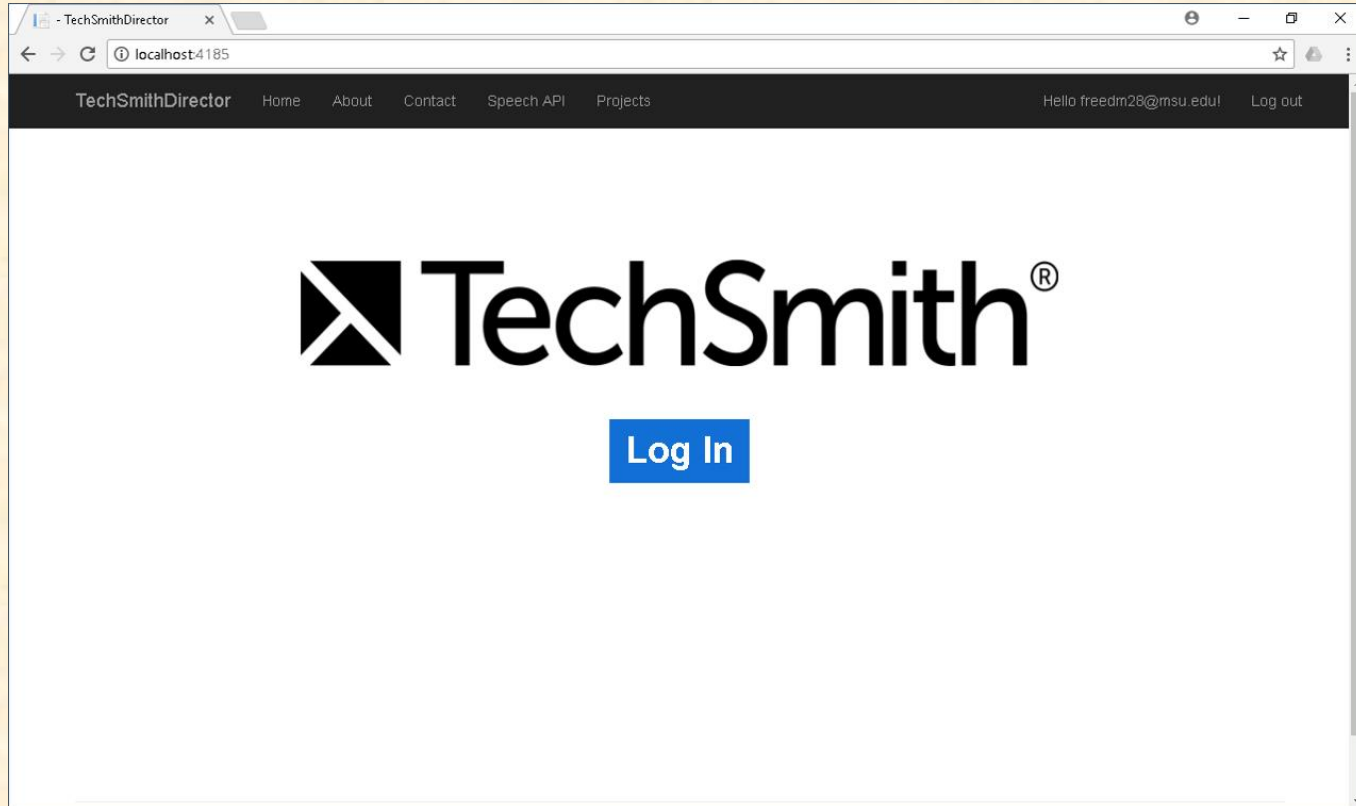 - TechSmithDirector
localhost:4185
TechSmithDirector Home About Contact Speech API Projects Hello freedm28@msu.edu! Log out
TechSmith®
Log In